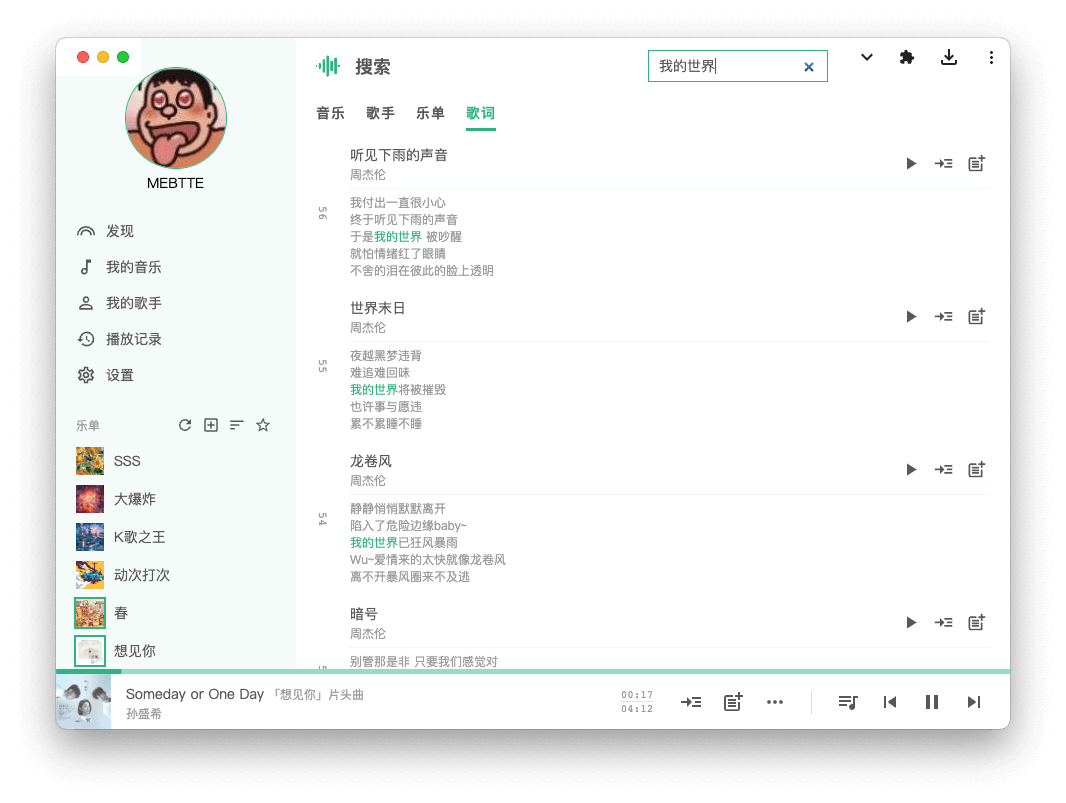 MEBTTE
发现
我的音乐
我的歌手
播放记录
设置
乐单
SSS
大爆炸
K歌之王
动次打次
春
想见你
搜索
我的世界
音乐 歌手 乐单 歌词
听见下雨的声音
周杰伦
56
我付出一直很小心
终于听见下雨的声音
于是我的世界 被吵醒
就怕情绪红了眼睛
不舍的泪在彼此的脸上透明
世界末日
周杰伦
55
夜越黑梦违背
难追难回味
我的世界将被摧毁
也许事与愿违
累不累睡不睡
龙卷风
周杰伦
54
静静悄悄默默离开
陷入了危险边缘baby~
我的世界已狂风暴雨
Wu~爱情来的太快就像龙卷风
离不开暴风圈来不及逃
暗号
周杰伦
别管那是非 只要我们感觉对
Someday or One Day 「想见你」片头曲
孙盛希
00:17
04:12